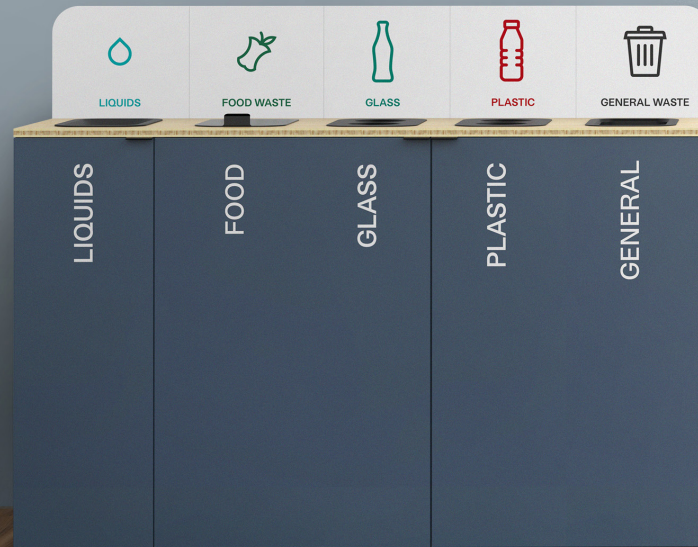 LIQUIDS
FOOD WASTE
GLASS
PLASTIC
GENERAL WASTE
LIQUIDS
FOOD
GLASS
PLASTIC
GENERAL